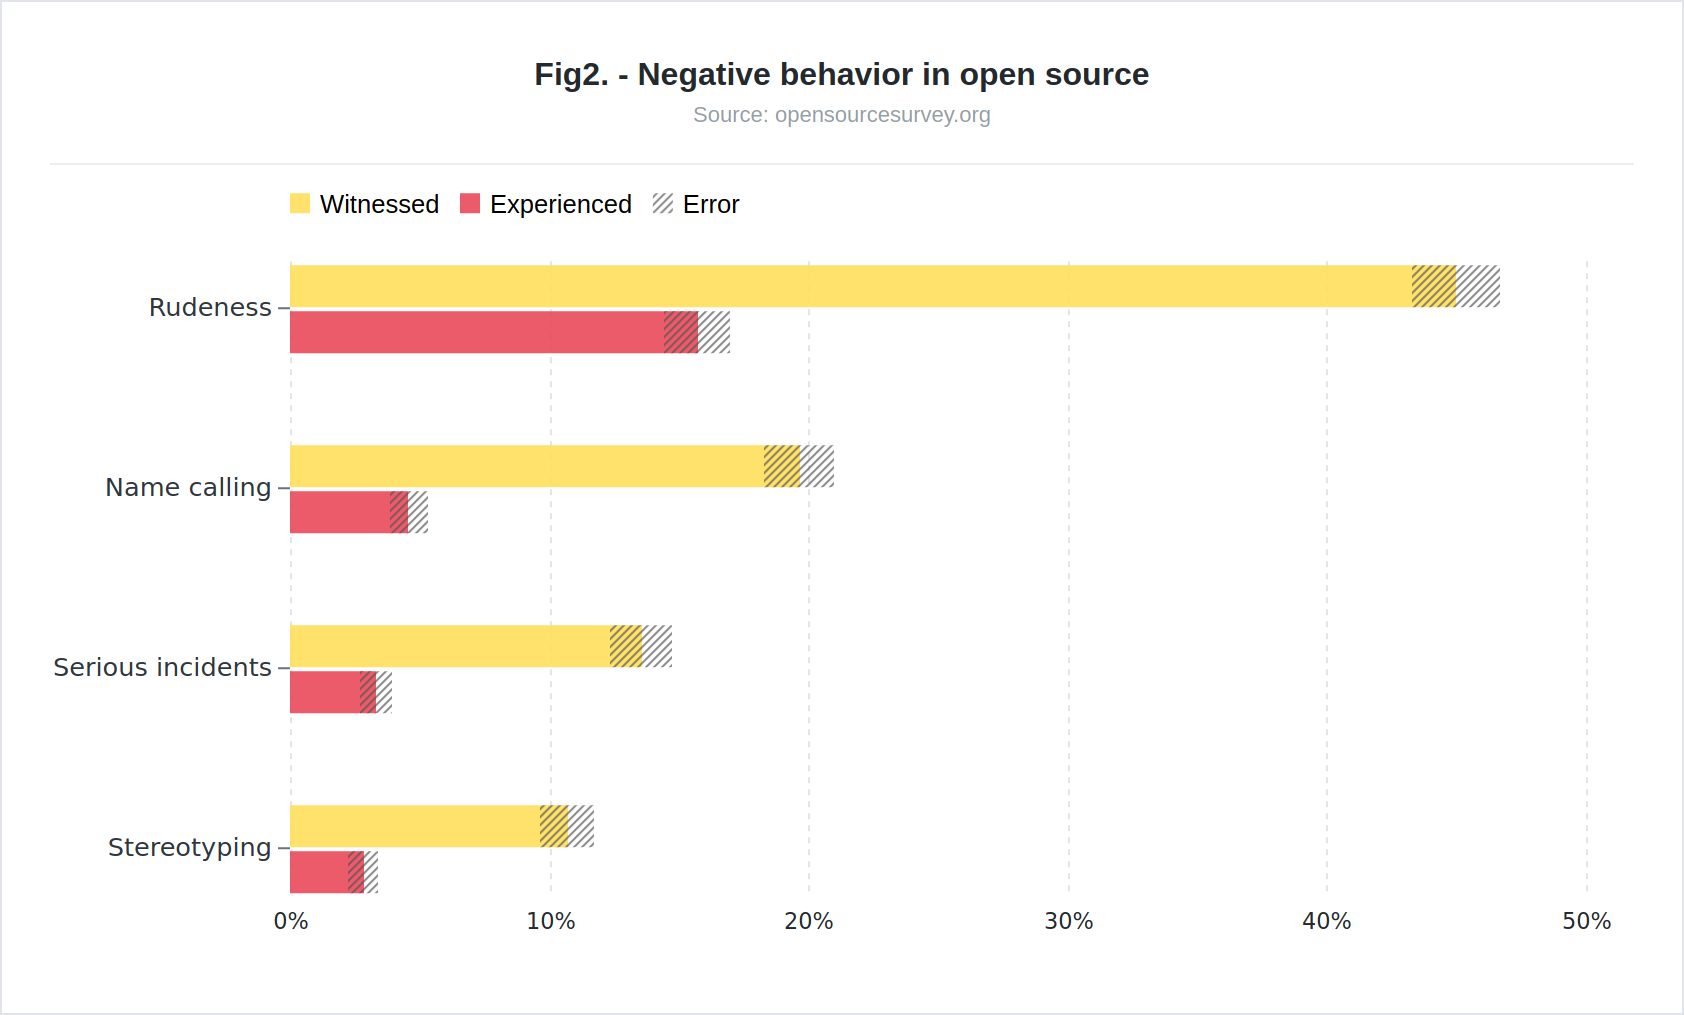 Fig2. - Negative behavior in open source
Source: opensourcesurvey.org
Witnessed Experienced Error
Rudeness
Name calling
Serious incidents
Stereotyping
0% 10% 20% 30% 40% 50%